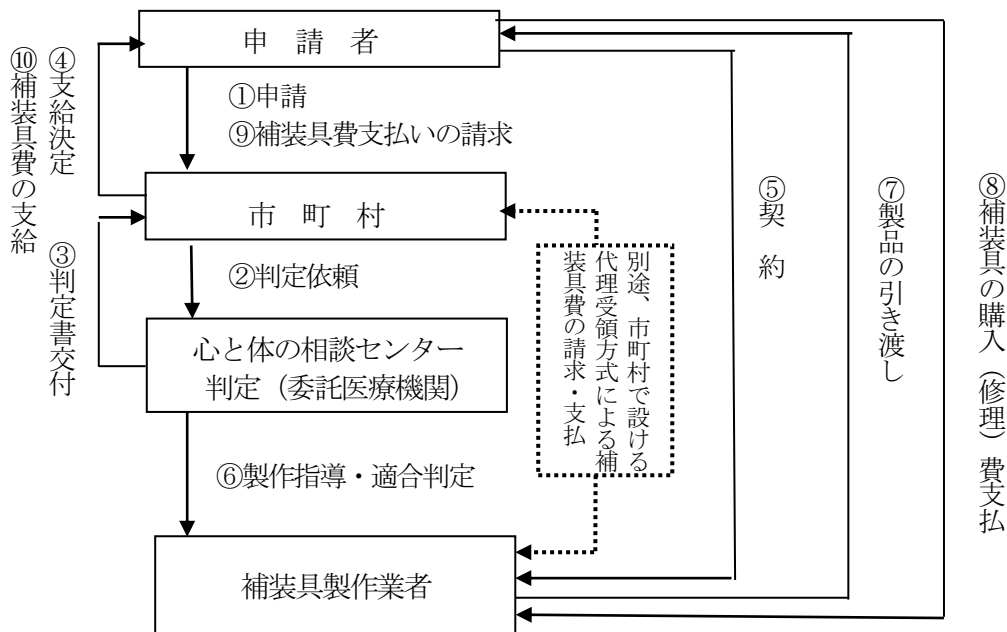 申 請 者
①申請
⑨補装具費支払いの請求
④支給決定
⑩補装具費の支給
市 町 村
②判定依頼
③判定書交付
心と体の相談センター
判定（委託医療機関）
⑥製作指導・適合判定
補装具製作業者
別途、市町村で設ける
代理受領方式による補
装具費の請求・支払
⑤契 約
⑦製品の引き渡し
⑧補装具の購入（修理）費支払